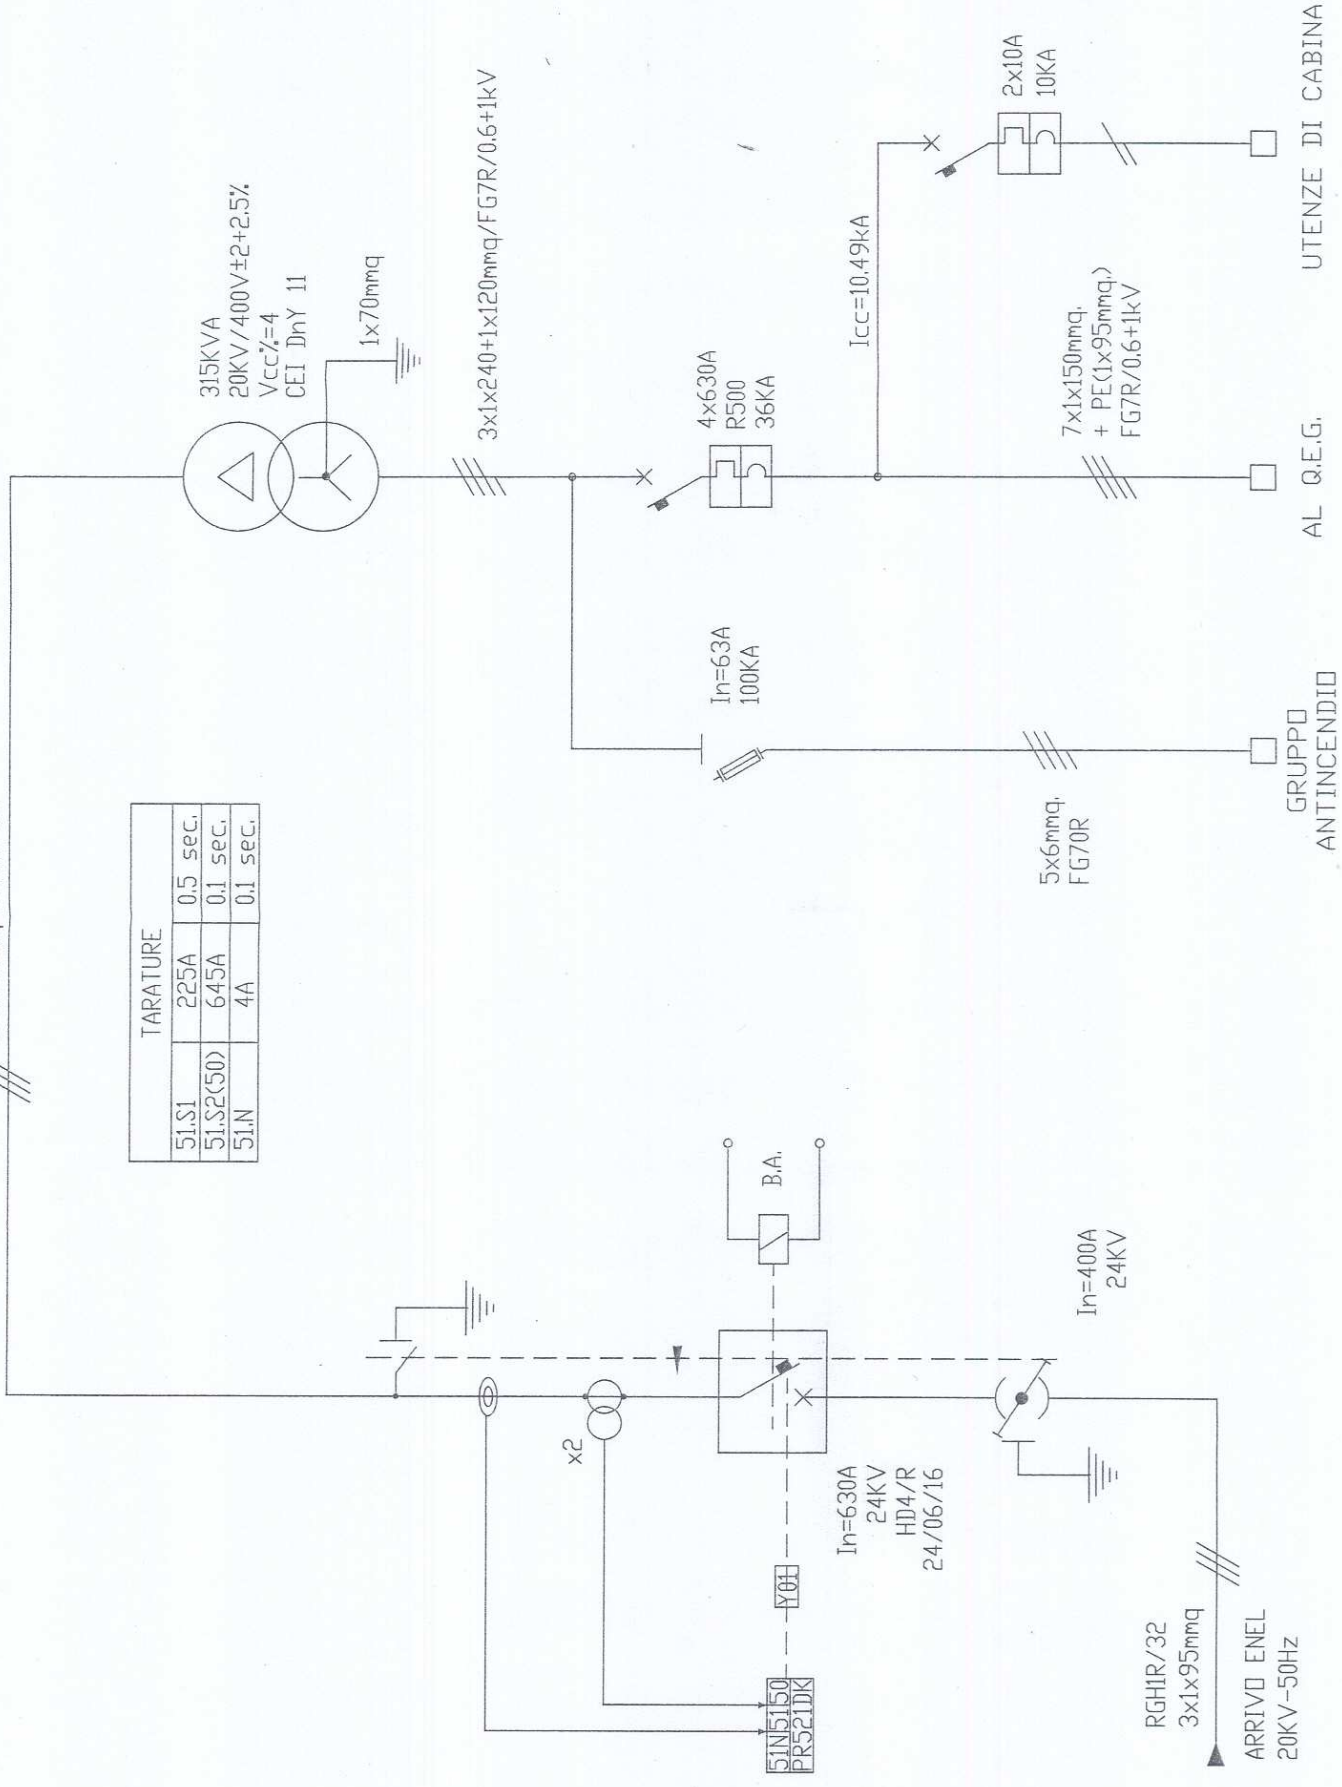 315KVA
20KV/400V±2+2.5%
Vcc%=4
CEI DnY 11
1x70mmq
3x1x240+1x120mmq/FG7R/0.6+1kV
4x630A
R500
36KA
Icc=10.49kA
2x10A
10KA
In=63A
100KA
7x1x150mmq.
+ PE(1x95mmq.)
FG7R/0.6+1kV
5x6mmq.
FG7OR
GRUPPO
ANTINCENDIO
AL Q.E.G.
UTENZE DI CABINA
TARATURE
51.S1 225A 0.5 sec.
51.S2(50) 645A 0.1 sec.
51.N 4A 0.1 sec.
x2
B.A.
In=630A
24KV
HD4/R
24/06/16
In=400A
24KV
Y01
51N 51 50
PR521DK
RGH1R/32
3x1x95mmq
ARRIVO ENEL
20KV-50Hz